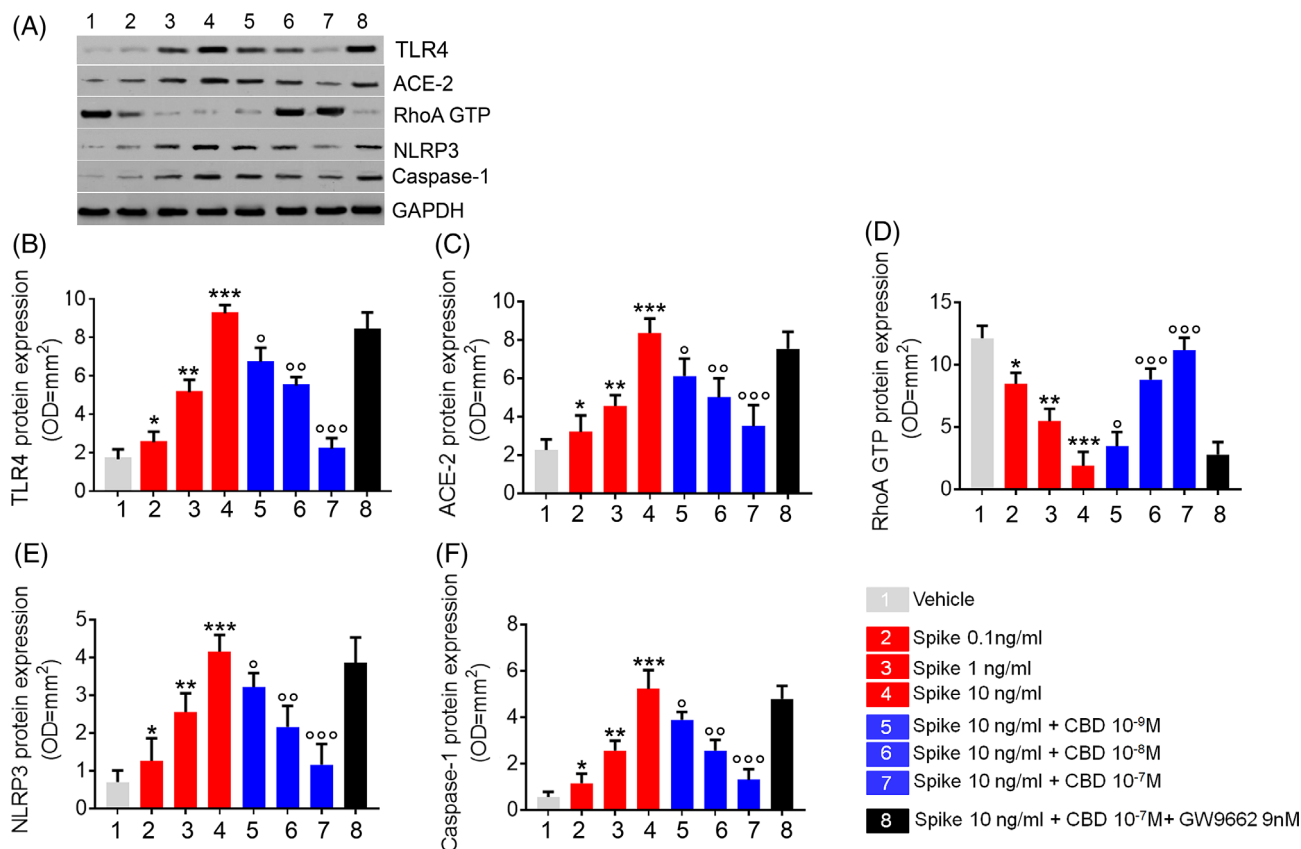 (A)
1 2 3 4 5 6 7 8
TLR4
ACE-2
RhoA GTP
NLRP3
Caspase-1
GAPDH
(B)
TLR4 protein expression
(OD=mm²)
10
8
6
4
2
0
* ** *** ° °° °°°
1 2 3 4 5 6 7 8
(C)
ACE-2 protein expression
(OD=mm²)
10
8
6
4
2
0
* ** *** ° °° °°°
1 2 3 4 5 6 7 8
(D)
RhoA GTP protein expression
(OD=mm²)
15
10
5
0
* ** *** ° °°° °°°
1 2 3 4 5 6 7 8
(E)
NLRP3 protein expression
(OD=mm²)
5
4
3
2
1
0
* ** *** ° °° °°°
1 2 3 4 5 6 7 8
(F)
Caspase-1 protein expression
(OD=mm²)
8
6
4
2
0
* ** *** ° °° °°°
1 2 3 4 5 6 7 8
1 Vehicle
2 Spike 0.1ng/ml
3 Spike 1 ng/ml
4 Spike 10 ng/ml
5 Spike 10 ng/ml + CBD 10⁻⁹M
6 Spike 10 ng/ml + CBD 10⁻⁸M
7 Spike 10 ng/ml + CBD 10⁻⁷M
8 Spike 10 ng/ml + CBD 10⁻⁷M+ GW9662 9nM